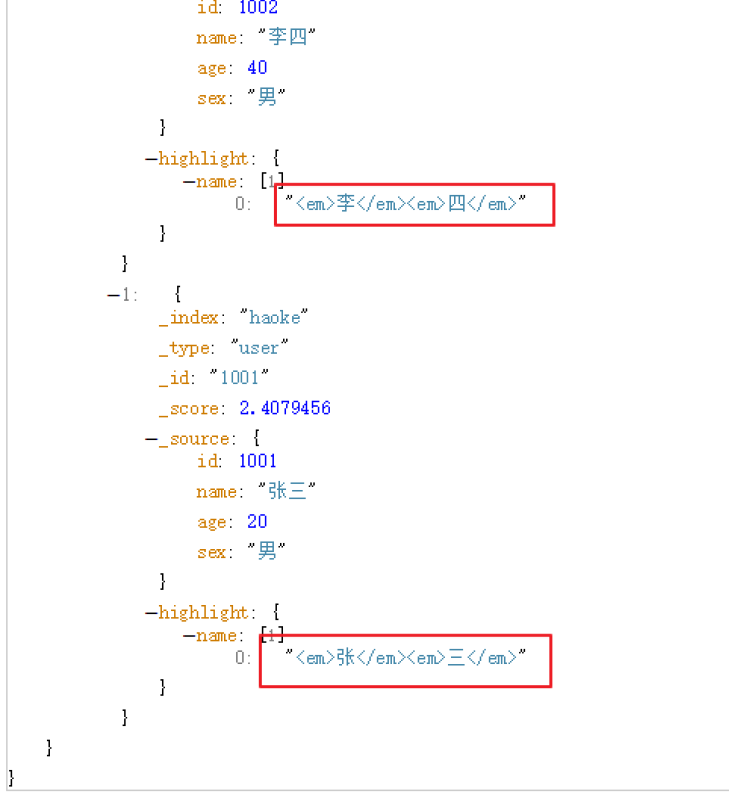 id: 1002
name: "李四"
age: 40
sex: "男"
}
−highlight: {
−name: [1]
0: "<em>李</em><em>四</em>"
}
}
−1: {
_index: "haoke"
_type: "user"
_id: "1001"
_score: 2.4079456
−_source: {
id: 1001
name: "张三"
age: 20
sex: "男"
}
−highlight: {
−name: [1]
0: "<em>张</em><em>三</em>"
}
}
}
}